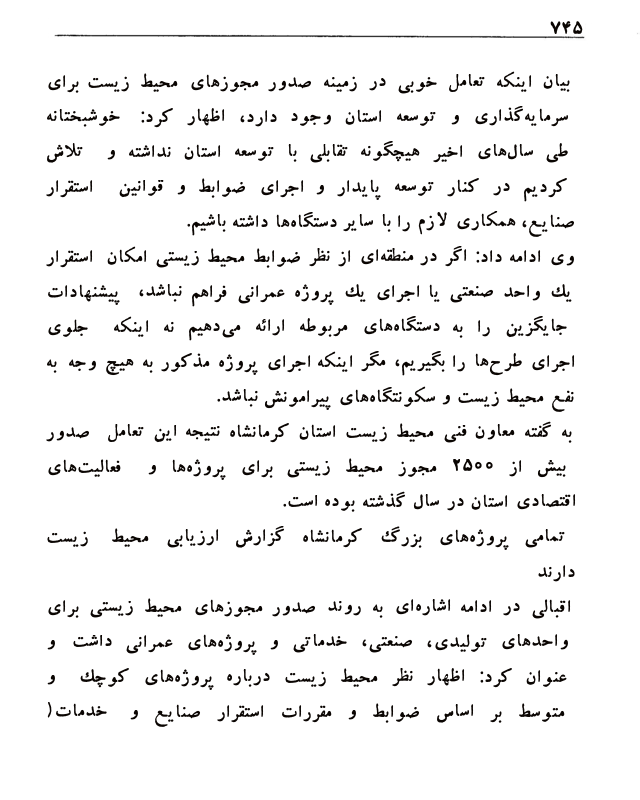 ۷۴۵
بیان اینکه تعامل خوبی در زمینه صدور مجوزهای محیط زیست برای
سرمایه‌گذاری و توسعه استان وجود دارد، اظهار کرد: خوشبختانه
طی سال‌های اخیر هیچگونه تقابلی با توسعه استان نداشته و تلاش
کردیم در کنار توسعه پایدار و اجرای ضوابط و قوانین استقرار
صنایع، همکاری لازم را با سایر دستگاه‌ها داشته باشیم.
وی ادامه داد: اگر در منطقه‌ای از نظر ضوابط محیط زیستی امکان استقرار
یك واحد صنعتی یا اجرای یك پروژه عمرانی فراهم نباشد، پیشنهادات
جایگزین را به دستگاه‌های مربوطه ارائه می‌دهیم نه اینکه جلوی
اجرای طرح‌ها را بگیریم، مگر اینکه اجرای پروژه مذکور به هیچ وجه به
نفع محیط زیست و سکونتگاه‌های پیرامونش نباشد.
به گفته معاون فنی محیط زیست استان کرمانشاه نتیجه این تعامل صدور
بیش از ۲۵۰۰ مجوز محیط زیستی برای پروژه‌ها و فعالیت‌های
اقتصادی استان در سال گذشته بوده است.
تمامی پروژه‌های بزرگ کرمانشاه گزارش ارزیابی محیط زیست
دارند
اقبالی در ادامه اشاره‌ای به روند صدور مجوزهای محیط زیستی برای
واحدهای تولیدی، صنعتی، خدماتی و پروژه‌های عمرانی داشت و
عنوان کرد: اظهار نظر محیط زیست درباره پروژه‌های کوچك و
متوسط بر اساس ضوابط و مقررات استقرار صنایع و خدمات(